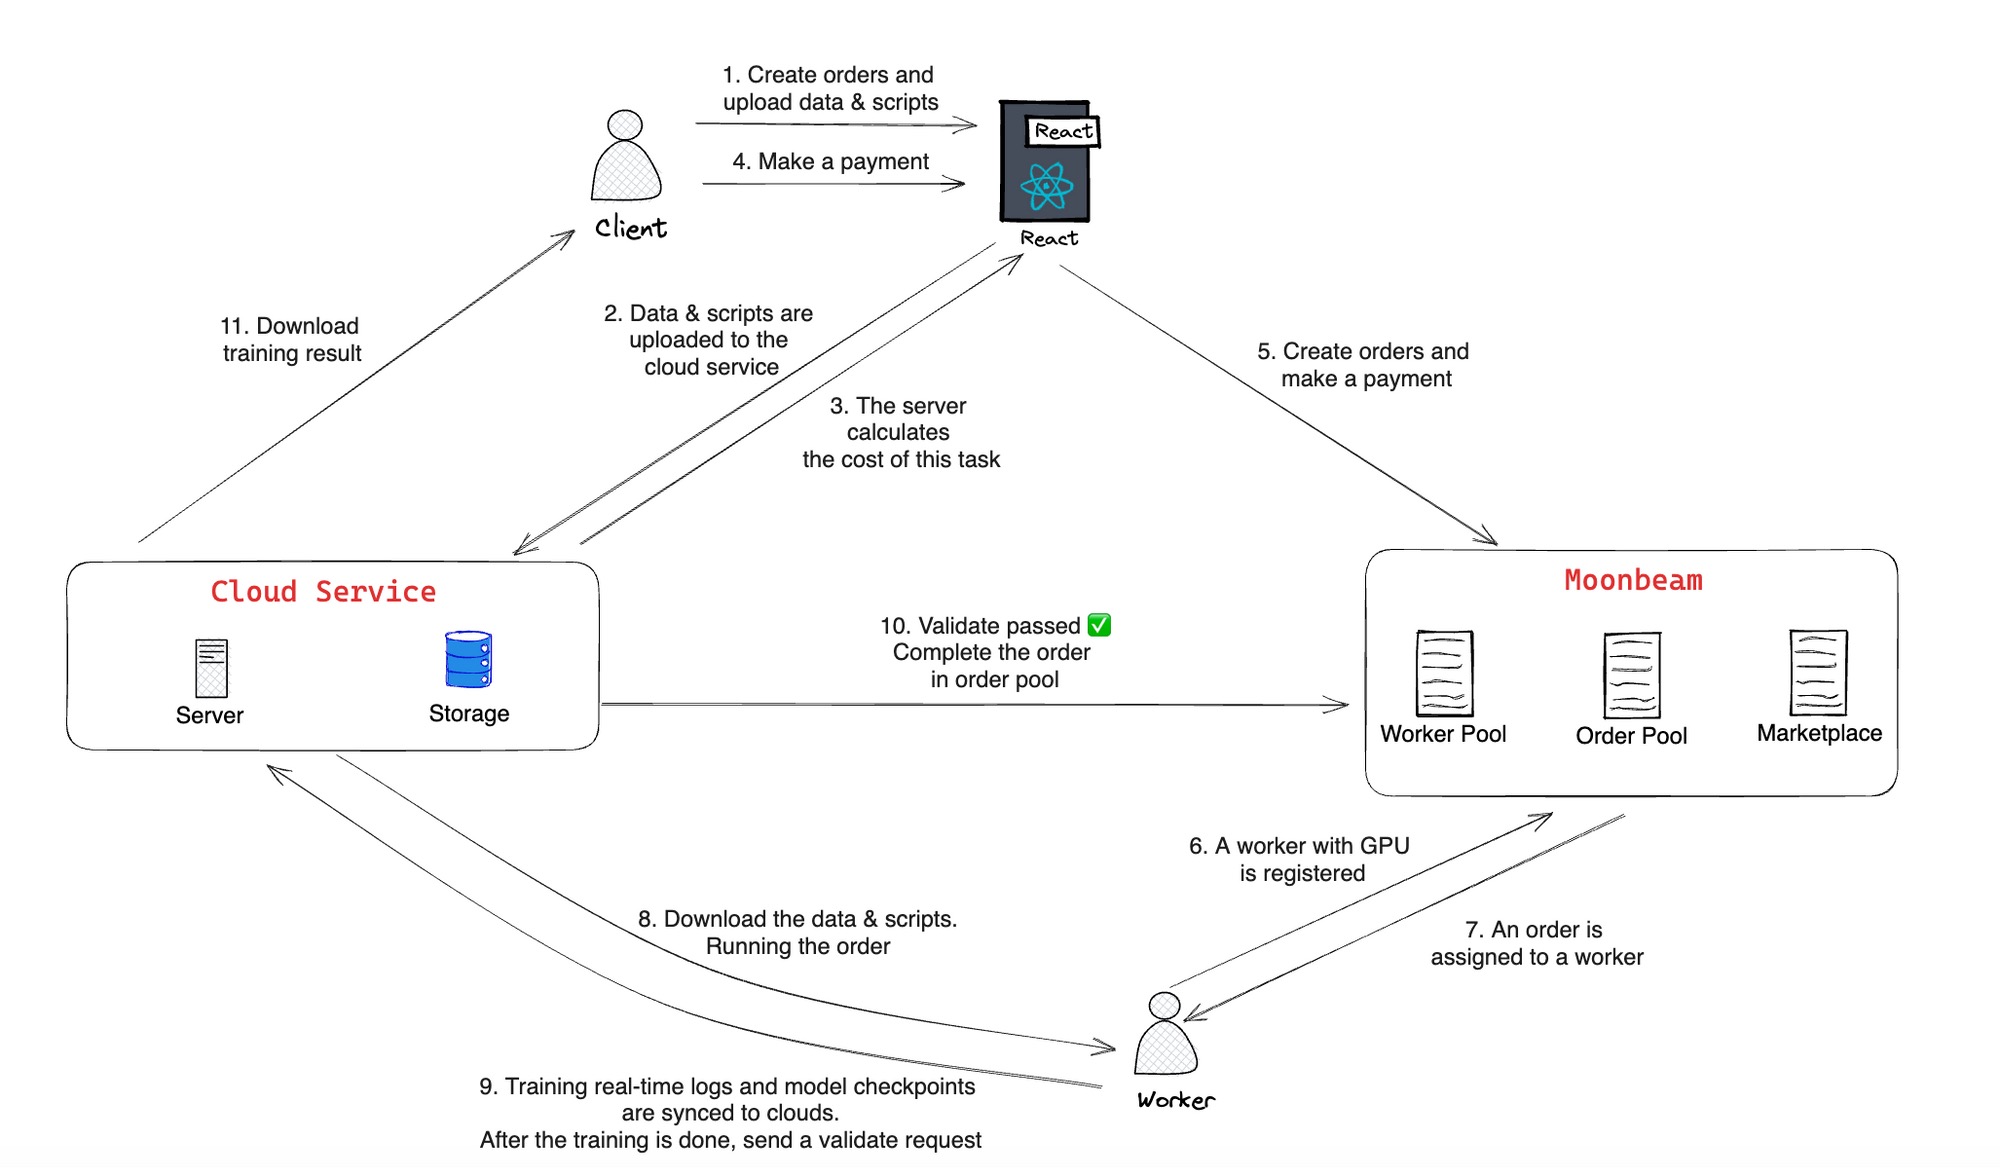 1. Create orders and
upload data & scripts
React
4. Make a payment
Client
React
11. Download
training result
2. Data & scripts are
uploaded to the
cloud service
3. The server
calculates
the cost of this task
5. Create orders and
make a payment
Cloud Service
Server
Storage
10. Validate passed ✅
Complete the order
in order pool
Moonbeam
Worker Pool
Order Pool
Marketplace
6. A worker with GPU
is registered
7. An order is
assigned to a worker
8. Download the data & scripts.
Running the order
Worker
9. Training real-time logs and model checkpoints
are synced to clouds.
After the training is done, send a validate request